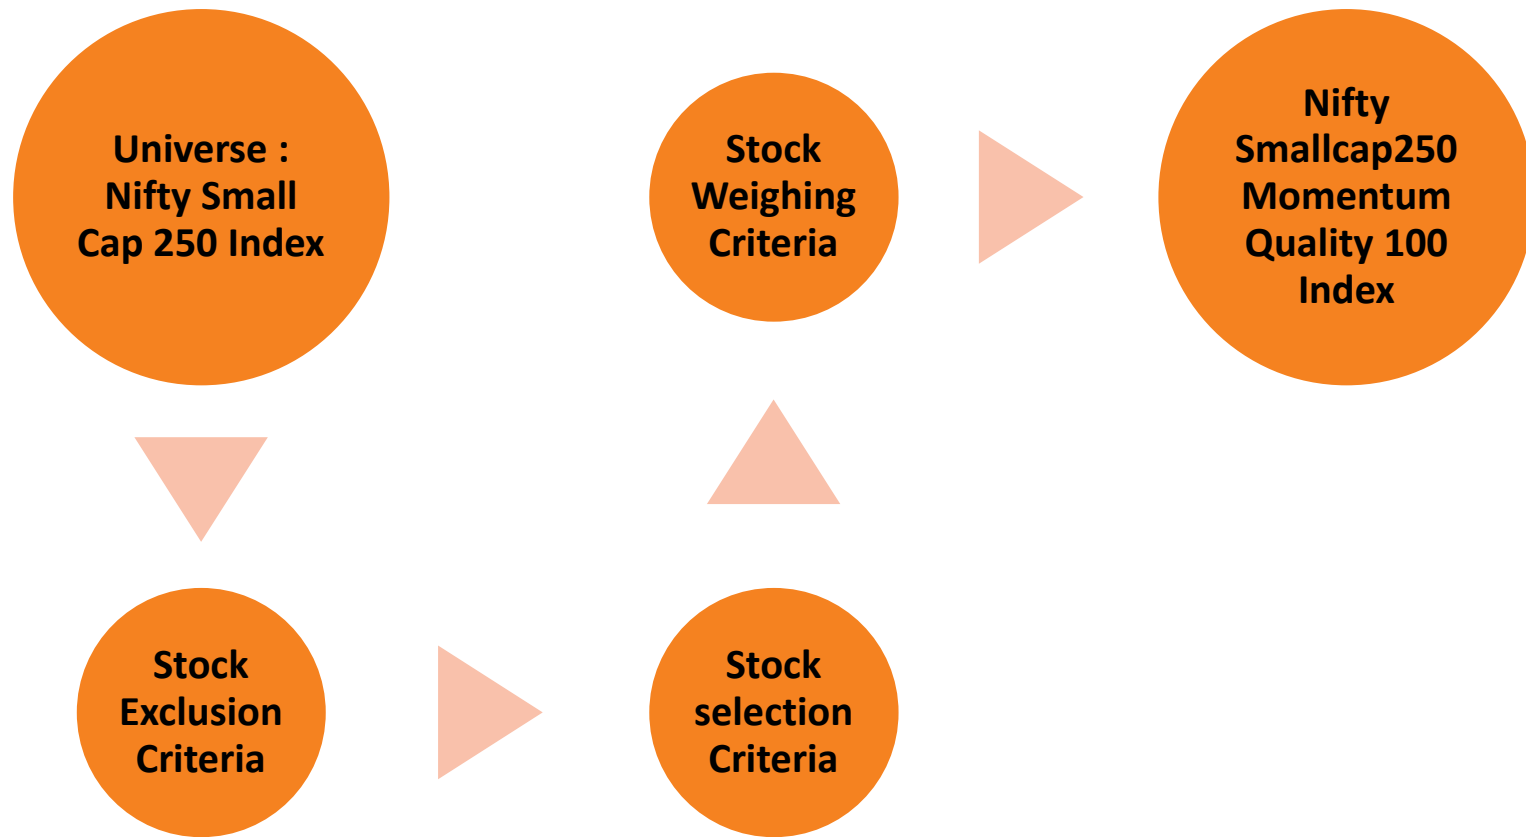 Universe :
Nifty Small
Cap 250 Index
Stock
Exclusion
Criteria
Stock
selection
Criteria
Stock
Weighing
Criteria
Nifty
Smallcap250
Momentum
Quality 100
Index